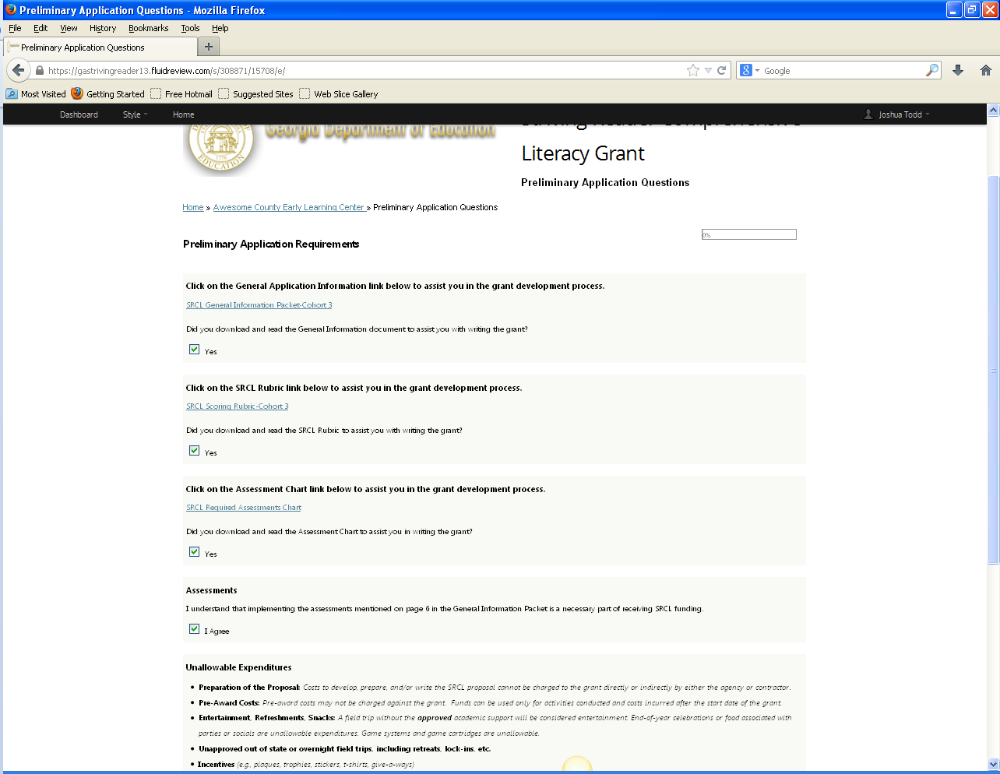 Preliminary Application Questions - Mozilla Firefox
File Edit View History Bookmarks Tools Help
Preliminary Application Questions
https://gastrivingreader13.fluidreview.com/s/308871/15708/e/
Google
Most Visited Getting Started Free Hotmail Suggested Sites Web Slice Gallery
Dashboard Style Home Joshua Todd
Georgia Department of Education
Striving Reader Comprehensive
Literacy Grant
EDUCATION
Preliminary Application Questions
Home » Awesome County Early Learning Center » Preliminary Application Questions
0%
Preliminary Application Requirements
Click on the General Application Information link below to assist you in the grant development process.
SRCL General Information Packet-Cohort 3
Did you download and read the General Information document to assist you with writing the grant?
Yes
Click on the SRCL Rubric link below to assist you in the grant development process.
SRCL Scoring Rubric-Cohort 3
Did you download and read the SRCL Rubric to assist you with writing the grant?
Yes
Click on the Assessment Chart link below to assist you in the grant development process.
SRCL Required Assessments Chart
Did you download and read the Assessment Chart to assist you in writing the grant?
Yes
Assessments
I understand that implementing the assessments mentioned on page 6 in the General Information Packet is a necessary part of receiving SRCL funding.
I Agree
Unallowable Expenditures
• Preparation of the Proposal: Costs to develop, prepare, and/or write the SRCL proposal cannot be charged to the grant directly or indirectly by either the agency or contractor.
• Pre-Award Costs: Pre-award costs may not be charged against the grant. Funds can be used only for activities conducted and costs incurred after the start date of the grant.
• Entertainment, Refreshments, Snacks: A field trip without the approved academic support will be considered entertainment. End-of-year celebrations or food associated with
parties or socials are unallowable expenditures. Game systems and game cartridges are unallowable.
• Unapproved out of state or overnight field trips, including retreats, lock-ins, etc.
• Incentives (e.g., plaques, trophies, stickers, t-shirts, give-a-ways)